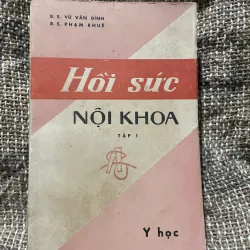 B. S. VŨ VĂN ĐÍNH
B. S. PHẠM KHUÊ
Hồi sức
NỘI KHOA
TẬP I
Y học